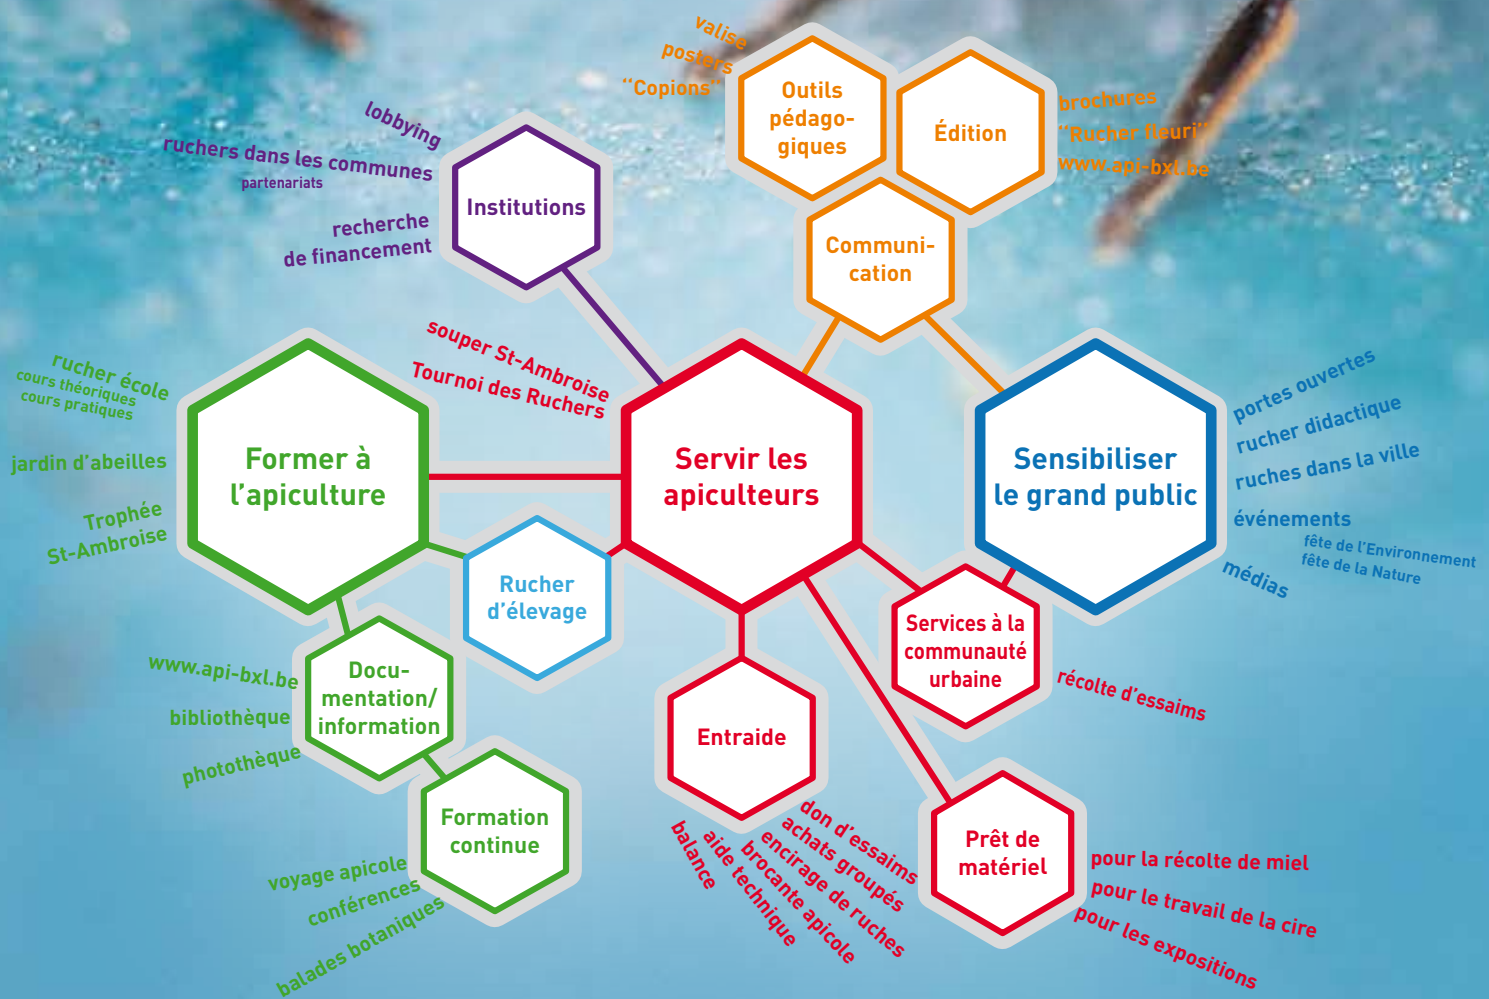 valise
posters
“Copions”
Outils
pédago-
giques
Édition
brochures
“Rucher fleuri”
www.api-bxl.be
Communi-
cation
lobbying
ruchers dans les communes
partenariats
recherche
de financement
Institutions
souper St-Ambroise
Tournoi des Ruchers
rucher école
cours théoriques
cours pratiques
jardin d’abeilles
Trophée
St-Ambroise
Former à
l’apiculture
Servir les
apiculteurs
Sensibiliser
le grand public
portes ouvertes
rucher didactique
ruches dans la ville
événements
fête de l’Environnement
fête de la Nature
médias
Rucher
d’élevage
Services à la
communauté
urbaine
récolte d’essaims
www.api-bxl.be
bibliothèque
photothèque
Docu-
mentation/
information
Entraide
don d’essaims
achats groupés
encirage de ruches
brocante apicole
aide technique
balance
Formation
continue
voyage apicole
conférences
balades botaniques
Prêt de
matériel
pour la récolte de miel
pour le travail de la cire
pour les expositions